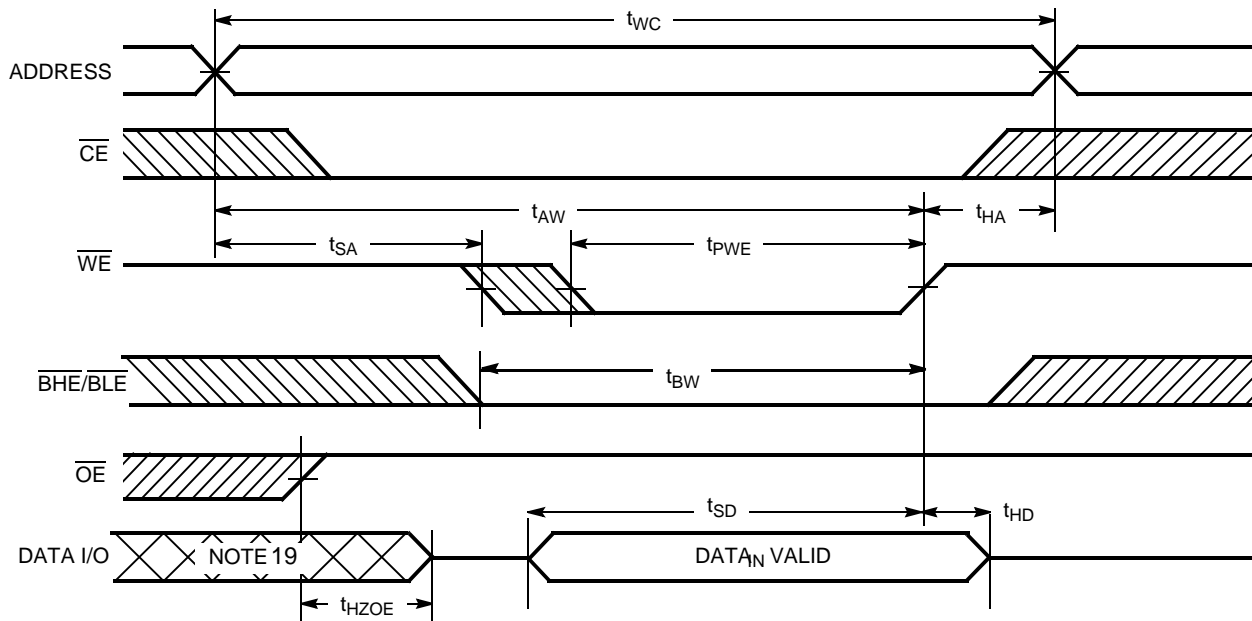 tWC
ADDRESS
CE
tAW
tHA
tSA
tPWE
WE
tBW
BHE/BLE
OE
tSD
tHD
DATA I/O
NOTE 19
DATAIN VALID
tHZOE